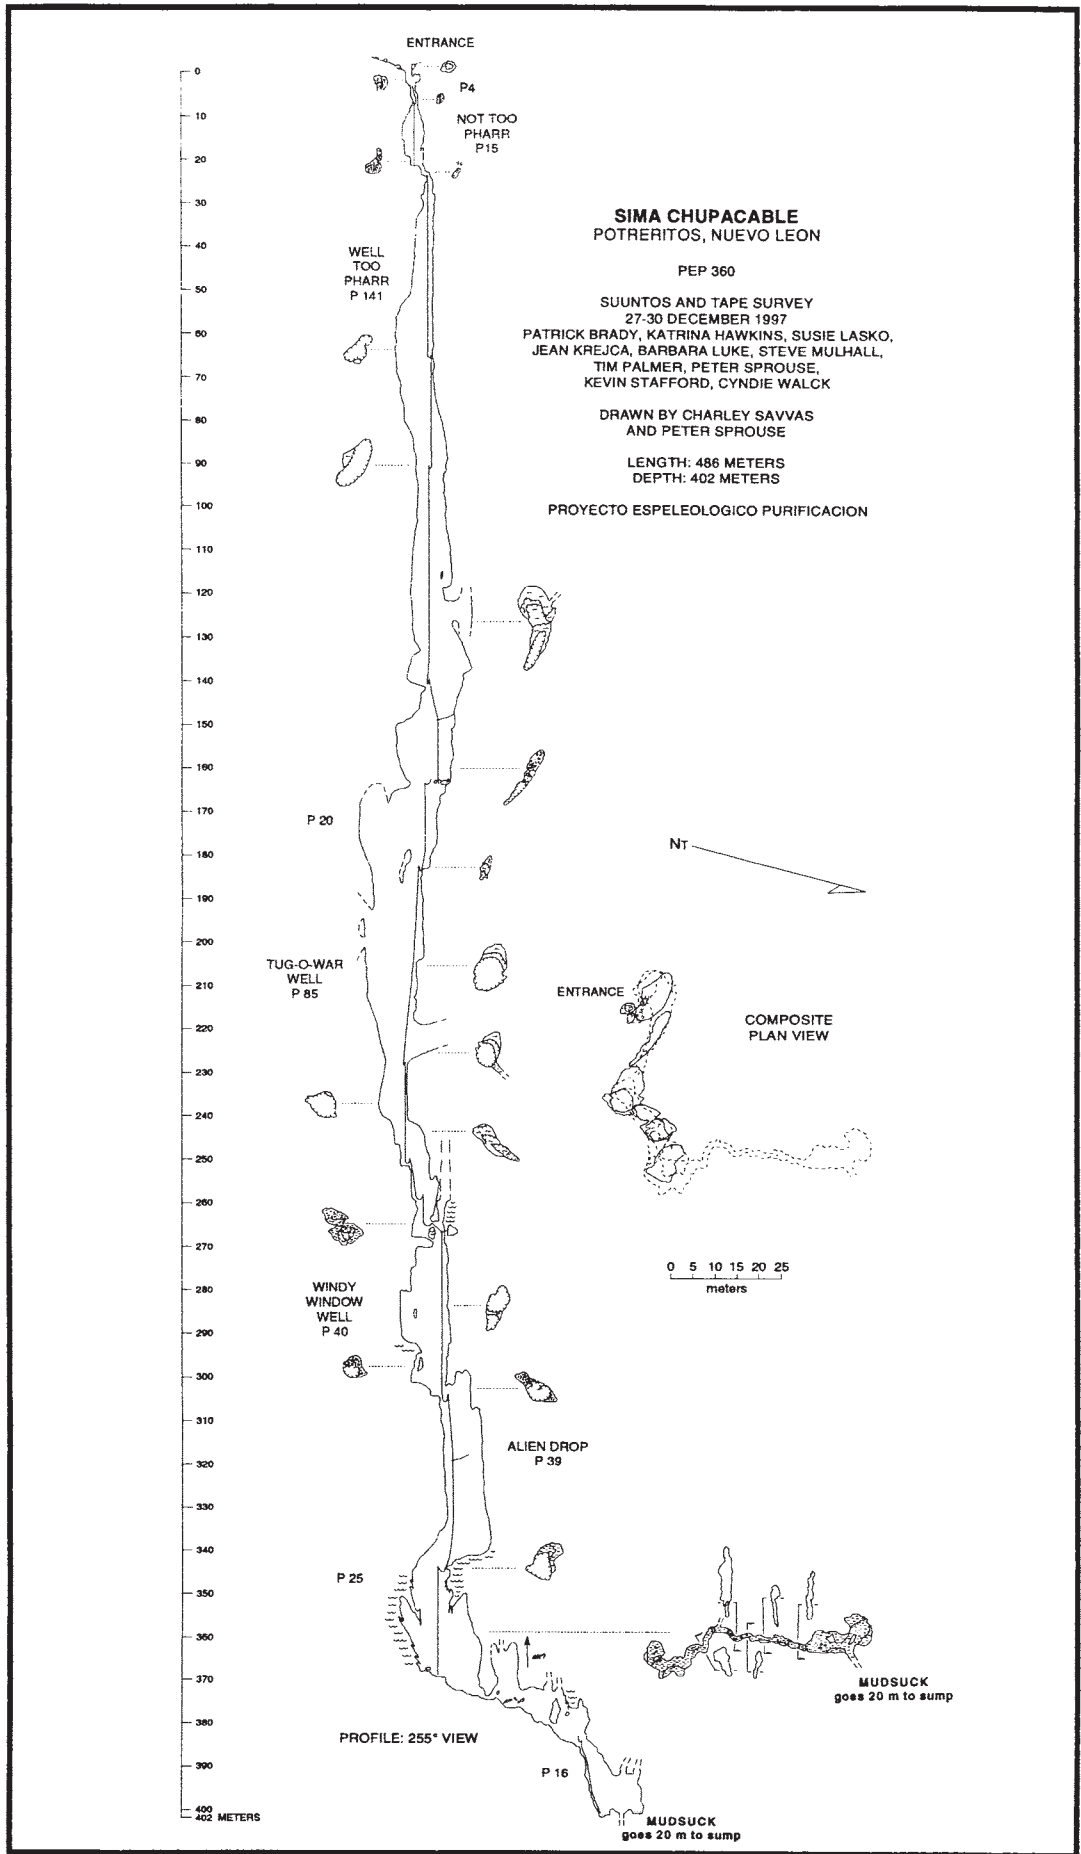 ENTRANCE
P4
NOT TOO
PHARR
P15
WELL
TOO
PHARR
P 141
SIMA CHUPACABLE
POTRERITOS, NUEVO LEON
PEP 360
SUUNTOS AND TAPE SURVEY
27-30 DECEMBER 1997
PATRICK BRADY, KATRINA HAWKINS, SUSIE LASKO,
JEAN KREJCA, BARBARA LUKE, STEVE MULHALL,
TIM PALMER, PETER SPROUSE,
KEVIN STAFFORD, CYNDIE WALCK
DRAWN BY CHARLEY SAVVAS
AND PETER SPROUSE
LENGTH: 486 METERS
DEPTH: 402 METERS
PROYECTO ESPELEOLOGICO PURIFICACION
0
10
20
30
40
50
60
70
80
90
100
110
120
130
140
150
160
170
180
190
200
210
220
230
240
250
260
270
280
290
300
310
320
330
340
350
360
370
380
390
400
402 METERS
P 20
NT
TUG-O-WAR
WELL
P 85
ENTRANCE
COMPOSITE
PLAN VIEW
0 5 10 15 20 25
meters
WINDY
WINDOW
WELL
P 40
ALIEN DROP
P 39
P 25
MUDSUCK
goes 20 m to sump
PROFILE: 255° VIEW
P 16
MUDSUCK
goes 20 m to sump